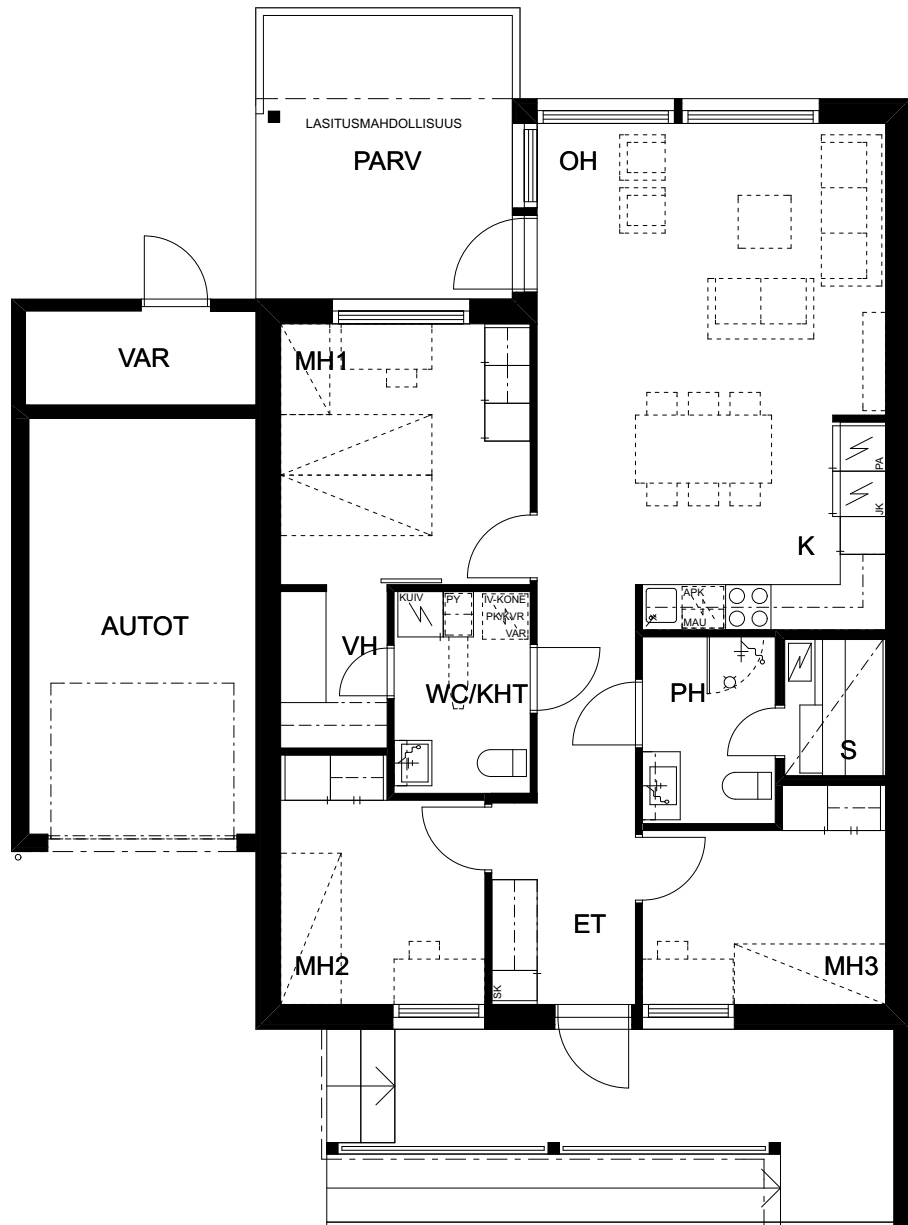 LASITUSMAHDOLLISUUS
PARV
OH
VAR
MH1
PA
JK
K
AUTOT
KUIV
PY
IV-KONE
PK/KVR
VAR
APK
MAU
VH
WC/KHT
PH
S
ET
MH2
SK
MH3